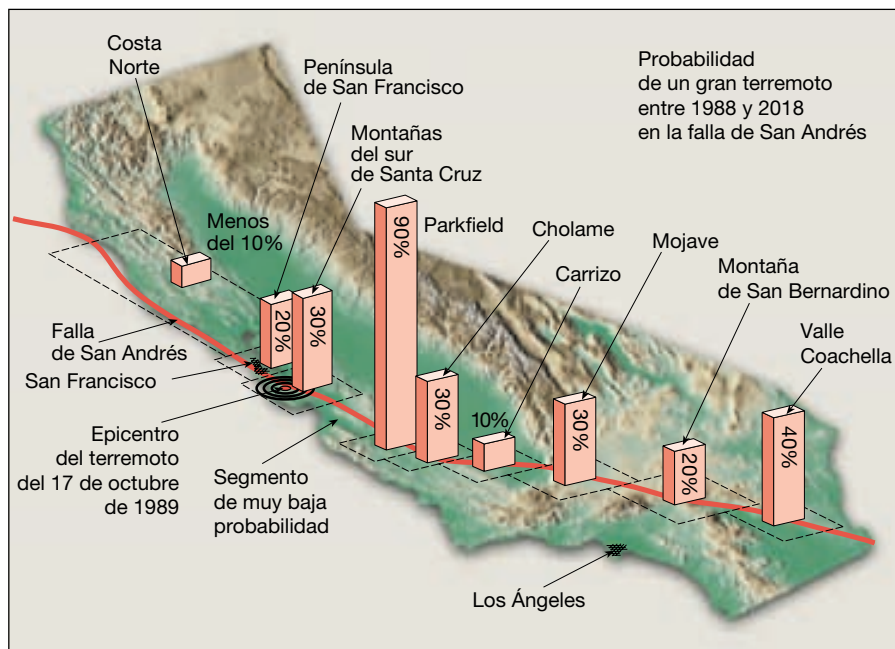 Costa
Norte
Península
de San Francisco
Montañas
del sur
de Santa Cruz
Probabilidad
de un gran terremoto
entre 1988 y 2018
en la falla de San Andrés
Menos
del 10%
90%
Parkfield
Cholame
Carrizo
Mojave
Montaña
de San Bernardino
Valle
Coachella
20%
30%
30%
10%
30%
20%
40%
Falla
de San Andrés
San Francisco
Epicentro
del terremoto
del 17 de octubre
de 1989
Segmento
de muy baja
probabilidad
Los Ángeles